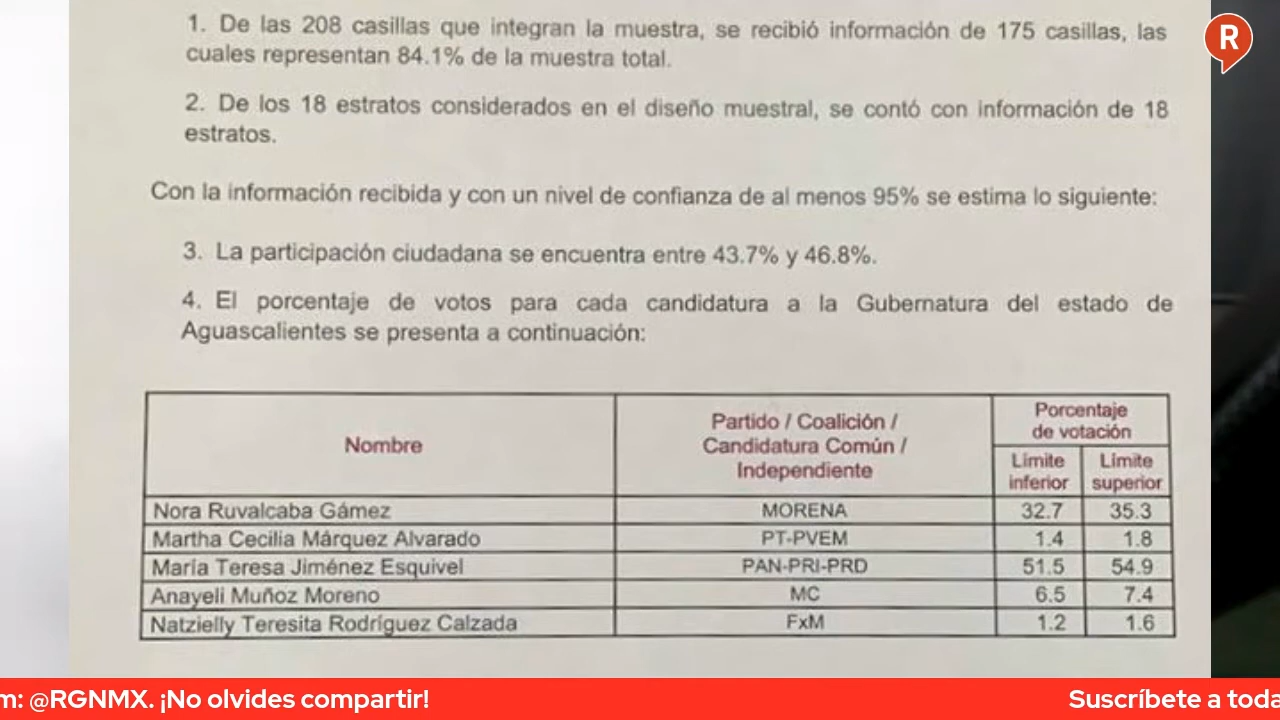 1. De las 208 casillas que integran la muestra, se recibió información de 175 casillas, las
cuales representan 84.1% de la muestra total.
2. De los 18 estratos considerados en el diseño muestral, se contó con información de 18
estratos.
Con la información recibida y con un nivel de confianza de al menos 95% se estima lo siguiente:
3. La participación ciudadana se encuentra entre 43.7% y 46.8%.
4. El porcentaje de votos para cada candidatura a la Gubernatura del estado de
Aguascalientes se presenta a continuación:
Nombre
Partido / Coalición /
Candidatura Común /
Independiente
Porcentaje
de votación
Límite
inferior
Límite
superior
Nora Ruvalcaba Gámez MORENA 32.7 35.3
Martha Cecilia Márquez Alvarado PT-PVEM 1.4 1.8
María Teresa Jiménez Esquivel PAN-PRI-PRD 51.5 54.9
Anayeli Muñoz Moreno MC 6.5 7.4
Natzielly Teresita Rodríguez Calzada FxM 1.2 1.6
R
m: @RGNMX. ¡No olvides compartir! Suscríbete a toda